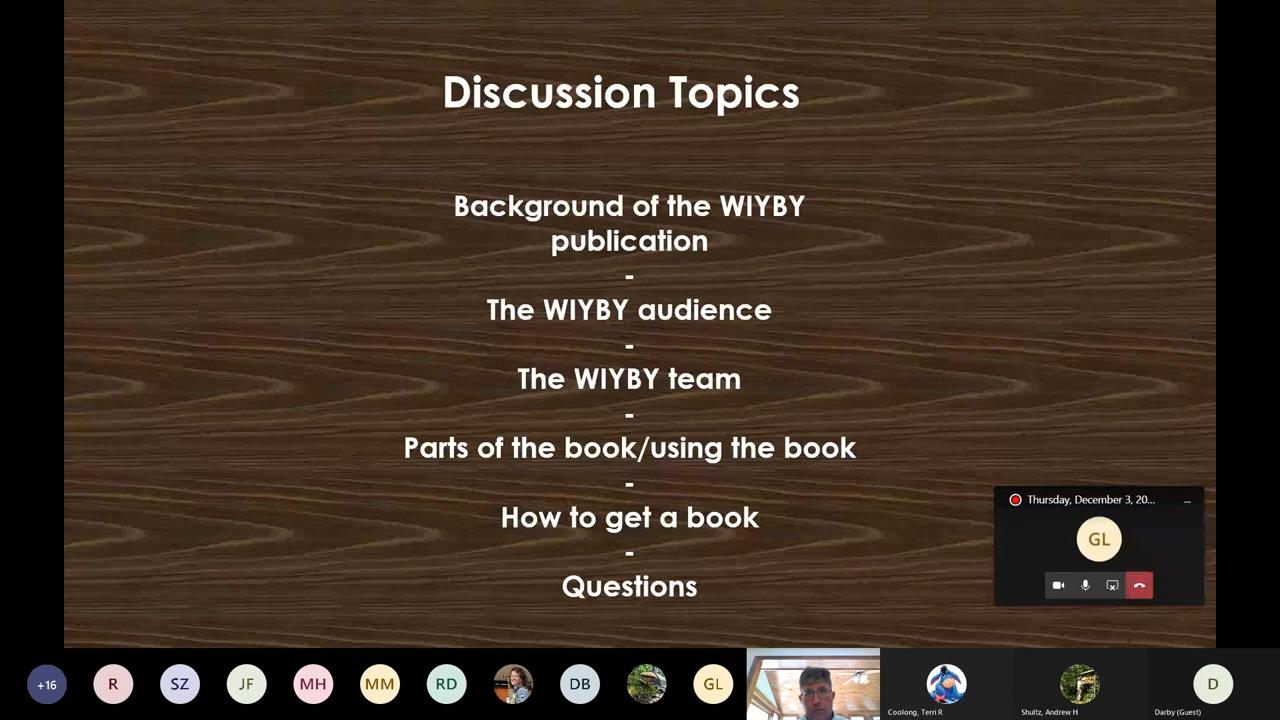 Discussion Topics
Background of the WIYBY
publication
-
The WIYBY audience
-
The WIYBY team
-
Parts of the book/using the book
-
How to get a book
-
Questions
Thursday, December 3, 20...
GL
+16
R
SZ
JF
MH
MM
RD
DB
GL
D
Coolong, Terri R
Shultz, Andrew H
Darby (Guest)